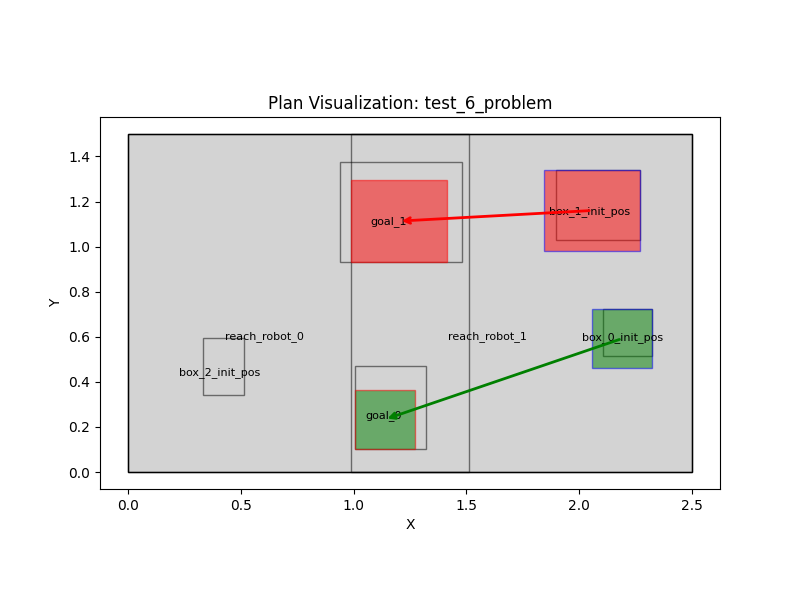 Plan Visualization: test_6_problem
1.4
1.2
1.0
0.8
0.6
0.4
0.2
0.0
Y
goal_1
box_1_init_pos
reach_robot_0
reach_robot_1
box_0_init_pos
box_2_init_pos
goal_0
0.0
0.5
1.0
1.5
2.0
2.5
X